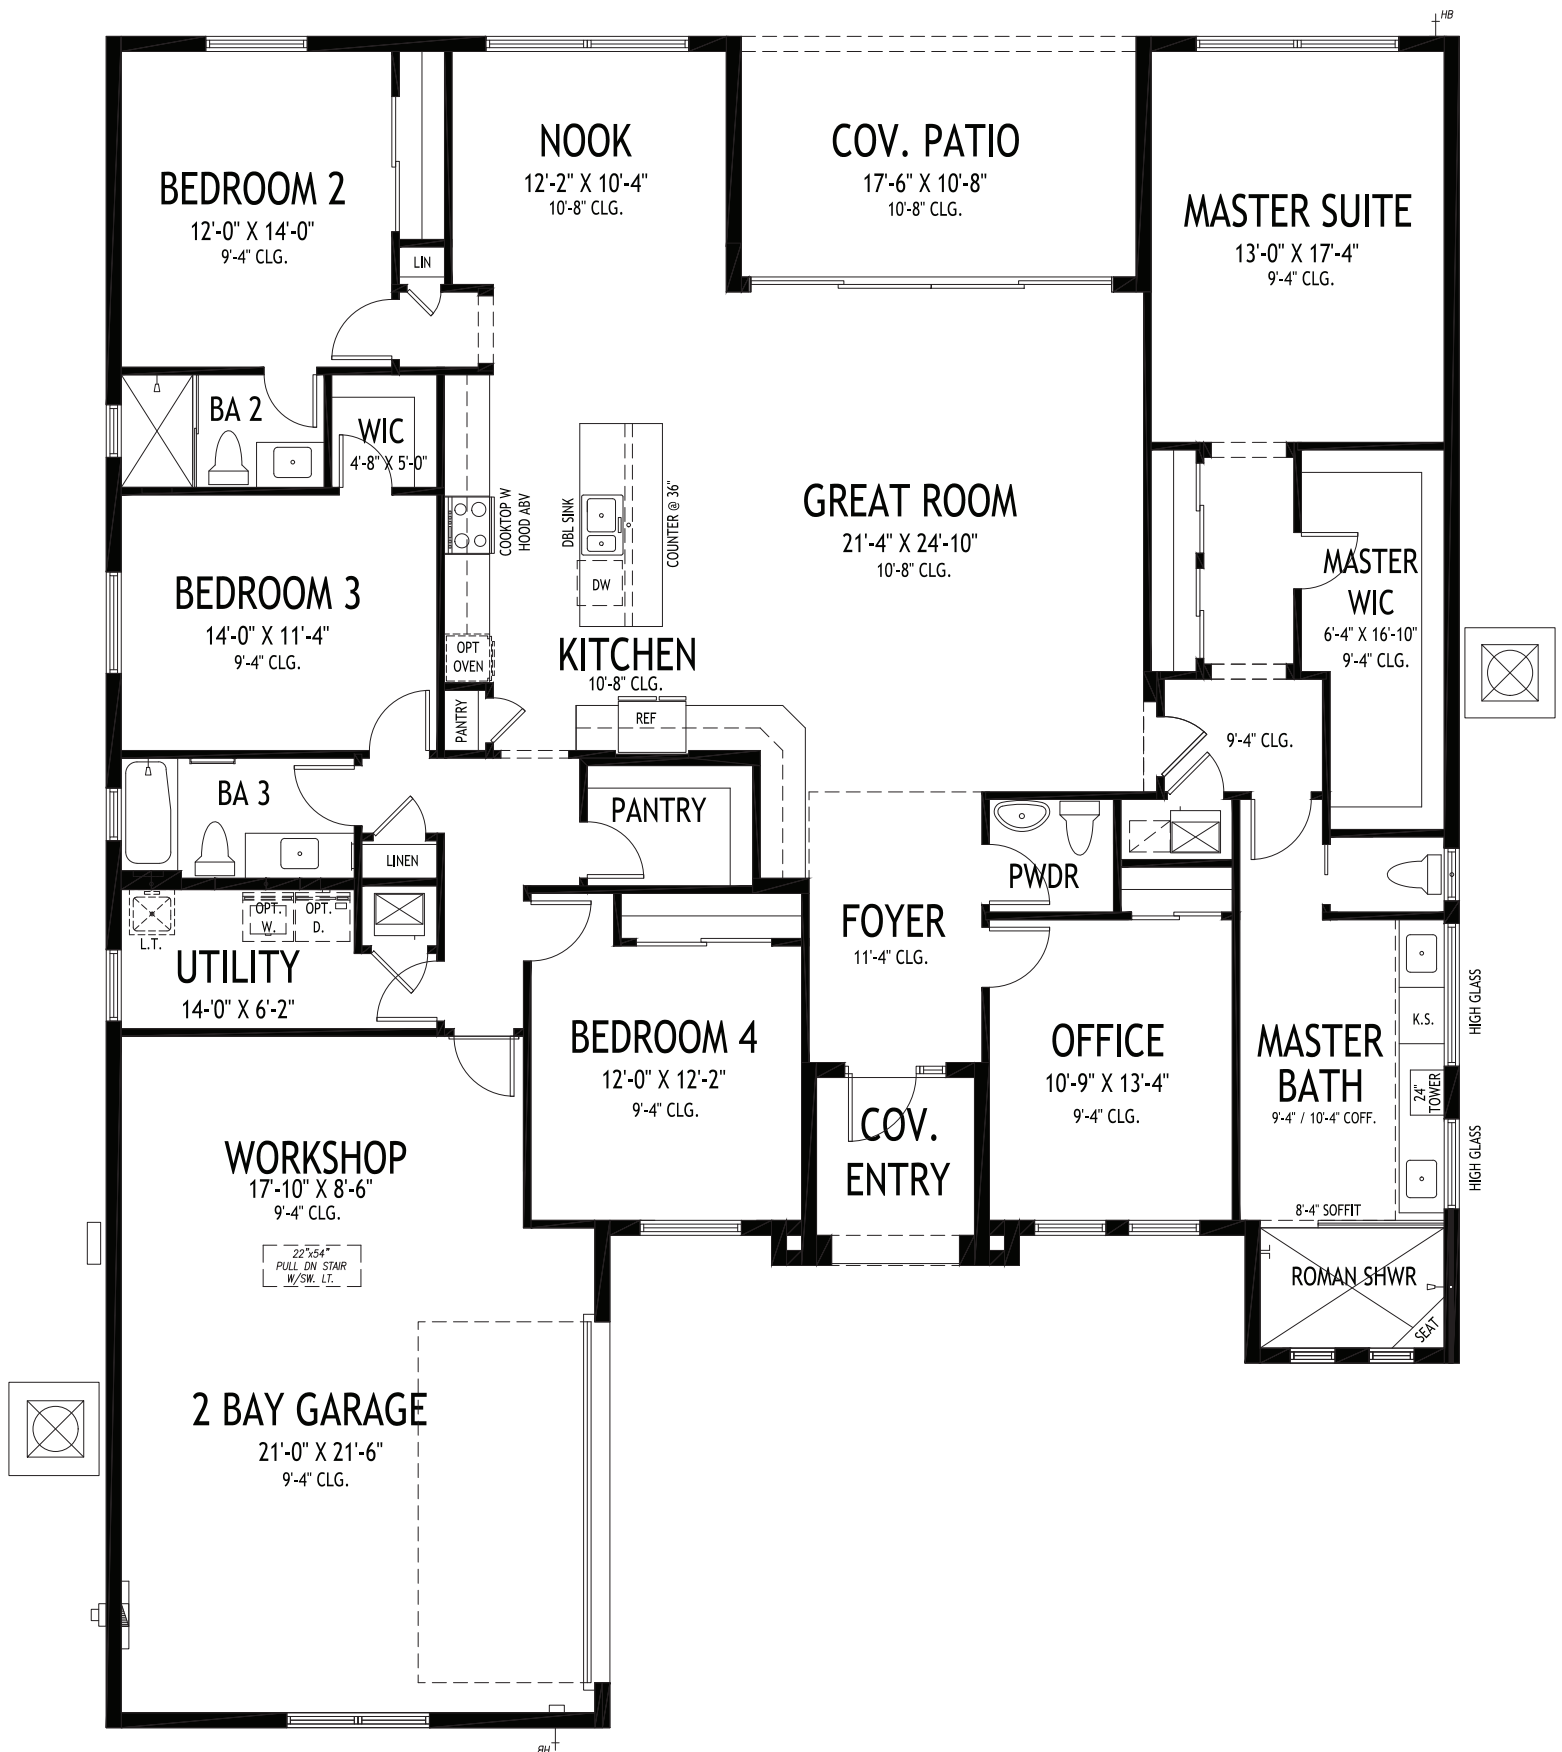 HB
NOOK
12'-2" X 10'-4"
10'-8" CLG.
COV. PATIO
17'-6" X 10'-8"
10'-8" CLG.
BEDROOM 2
12'-0" X 14'-0"
9'-4" CLG.
MASTER SUITE
13'-0" X 17'-4"
9'-4" CLG.
LIN
BA 2
WIC
4'-8" X 5'-0"
COOKTOP W
HOOD ABV
DBL SINK
DW
COUNTER @ 36"
GREAT ROOM
21'-4" X 24'-10"
10'-8" CLG.
BEDROOM 3
14'-0" X 11'-4"
9'-4" CLG.
MASTER
WIC
6'-4" X 16'-10"
9'-4" CLG.
OPT
OVEN
KITCHEN
10'-8" CLG.
PANTRY
REF
9'-4" CLG.
BA 3
PANTRY
LINEN
PWDR
OPT.
W.
OPT.
D.
L.T.
UTILITY
14'-0" X 6'-2"
FOYER
11'-4" CLG.
HIGH GLASS
K.S.
BEDROOM 4
12'-0" X 12'-2"
9'-4" CLG.
OFFICE
10'-9" X 13'-4"
9'-4" CLG.
MASTER
BATH
9'-4" / 10'-4" COFF.
24"
TOWER
HIGH GLASS
COV.
ENTRY
WORKSHOP
17'-10" X 8'-6"
9'-4" CLG.
8'-4" SOFFIT
22"x54"
PULL DN STAIR
W/SW. LT.
ROMAN SHWR
SEAT
2 BAY GARAGE
21'-0" X 21'-6"
9'-4" CLG.
HB